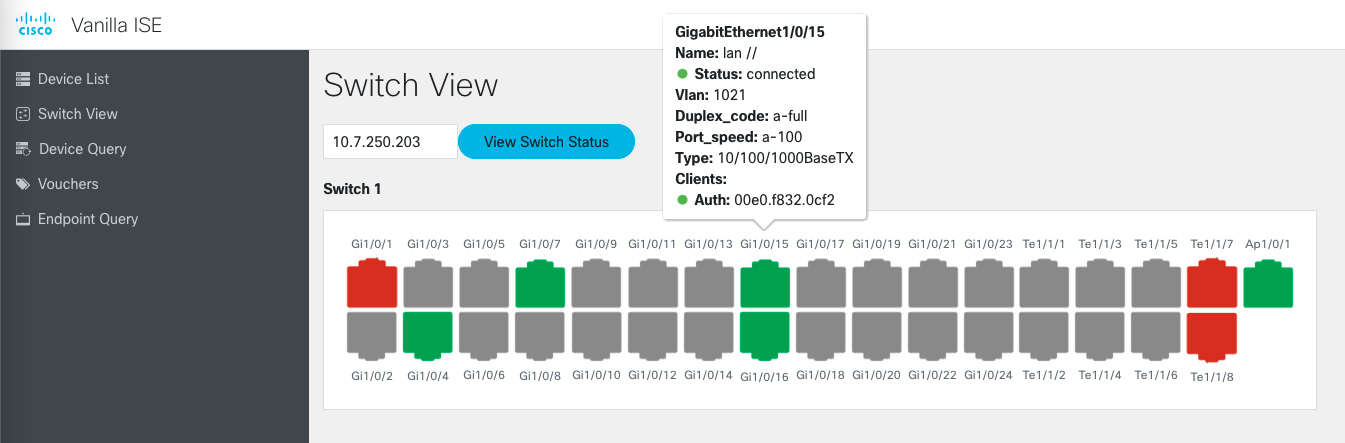 CISCO
Vanilla ISE
Device List
Switch View
Device Query
Vouchers
Endpoint Query
Switch View
10.7.250.203
View Switch Status
GigabitEthernet1/0/15
Name: lan //
Status: connected
Vlan: 1021
Duplex_code: a-full
Port_speed: a-100
Type: 10/100/1000BaseTX
Clients:
Auth: 00e0.f832.0cf2
Switch 1
Gi1/0/1 Gi1/0/3 Gi1/0/5 Gi1/0/7 Gi1/0/9 Gi1/0/11 Gi1/0/13 Gi1/0/15 Gi1/0/17 Gi1/0/19 Gi1/0/21 Gi1/0/23 Te1/1/1 Te1/1/3 Te1/1/5 Te1/1/7 Ap1/0/1
Gi1/0/2 Gi1/0/4 Gi1/0/6 Gi1/0/8 Gi1/0/10 Gi1/0/12 Gi1/0/14 Gi1/0/16 Gi1/0/18 Gi1/0/20 Gi1/0/22 Gi1/0/24 Te1/1/2 Te1/1/4 Te1/1/6 Te1/1/8